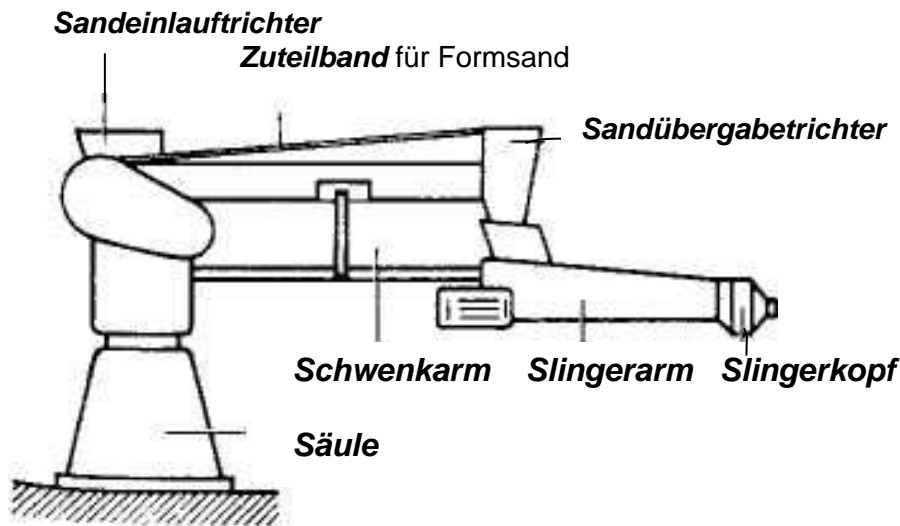 Sandeinlauftrichter
Zuteilband für Formsand
Sandübergabetrichter
Schwenkarm Slingerarm Slingerkopf
Säule